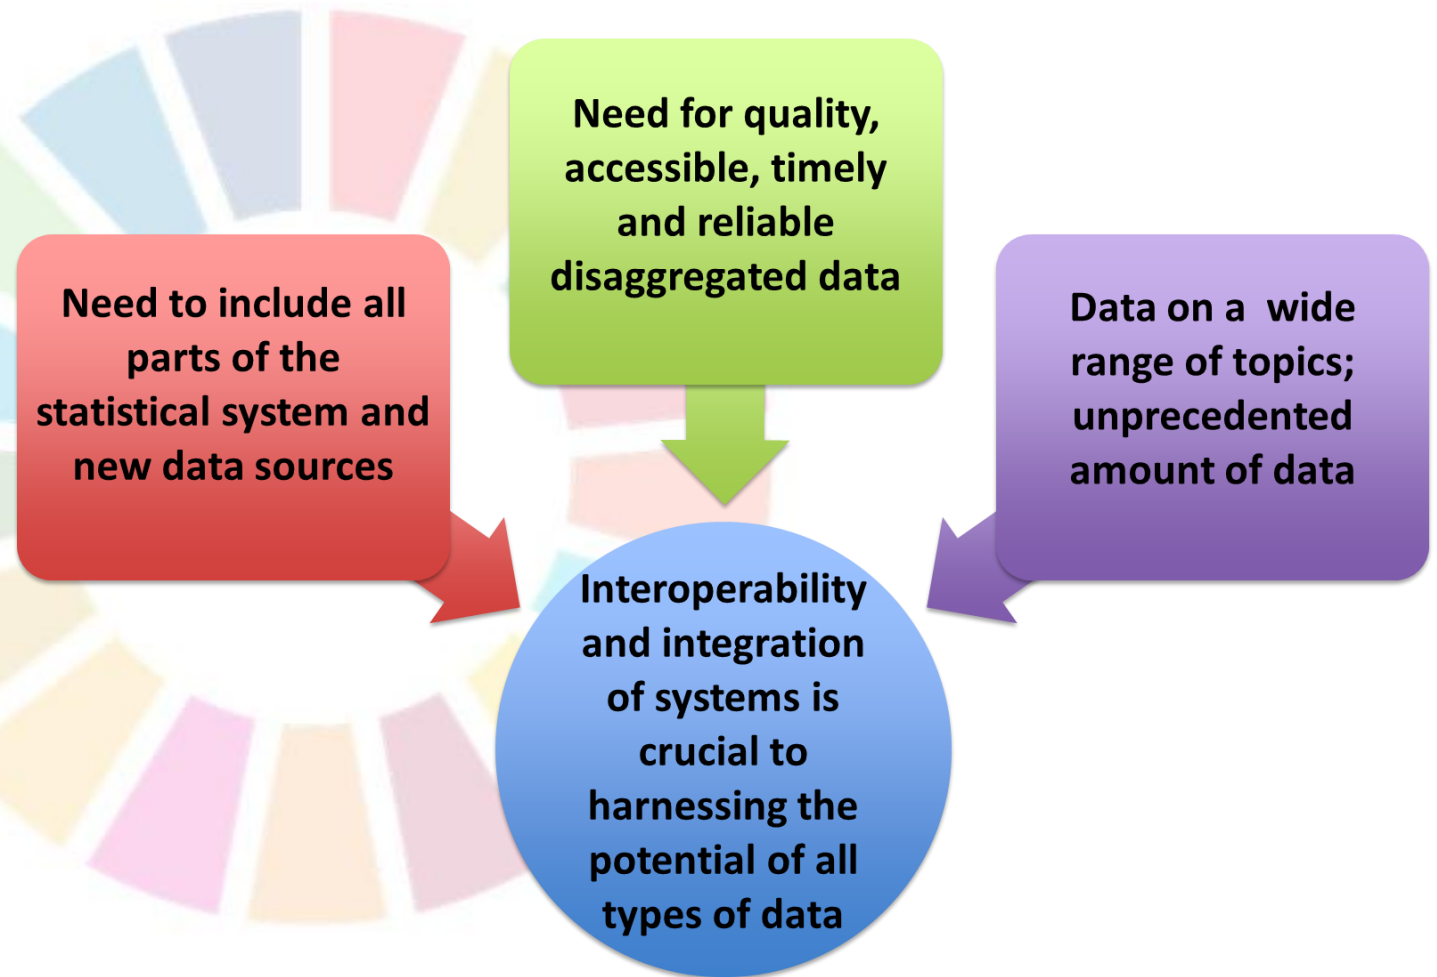 Need for quality,
accessible, timely
and reliable
disaggregated data
Need to include all
parts of the
statistical system and
new data sources
Data on a  wide
range of topics;
unprecedented
amount of data
Interoperability
and integration
of systems is
crucial to
harnessing the
potential of all
types of data